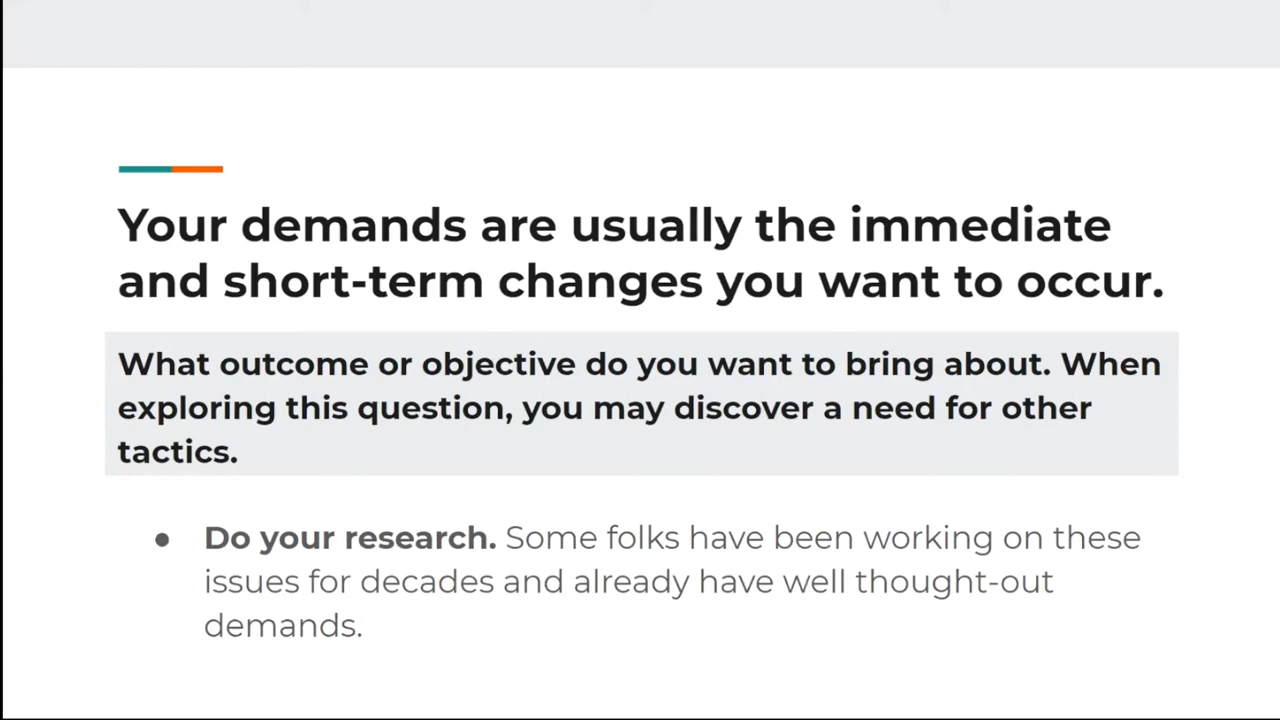 Your demands are usually the immediate
and short-term changes you want to occur.
What outcome or objective do you want to bring about. When
exploring this question, you may discover a need for other
tactics.
● Do your research. Some folks have been working on these
issues for decades and already have well thought-out
demands.